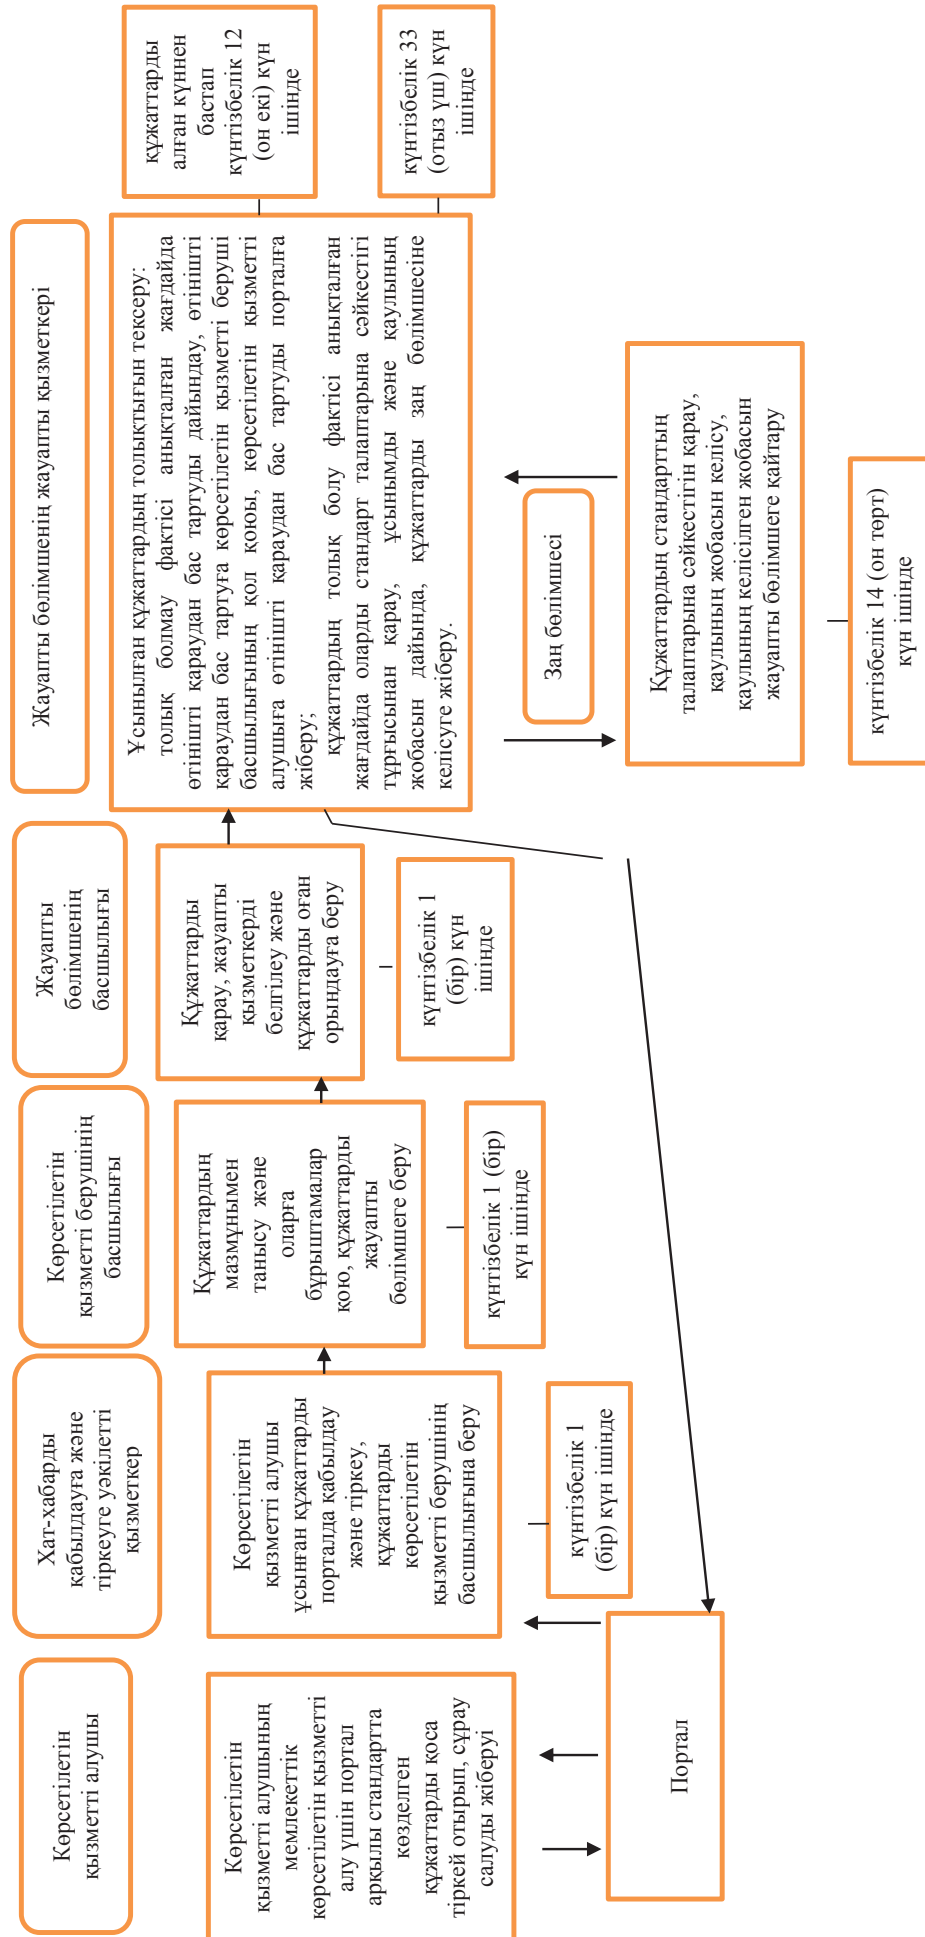 Көрсетілетін
қызметті алушы
Хат-хабарды
қабылдауға және
тіркеуге уәкілетті
қызметкер
Көрсетілетін
қызметті берушінің
басшылығы
Жауапты
бөлімшенің
басшылығы
Жауапты бөлімшенің жауапты қызметкері
Көрсетілетін
қызметті алушының
мемлекеттік
көрсетілетін қызметті
алу үшін портал
арқылы стандартта
көзделген
құжаттарды қоса
тіркей отырып, сұрау
салуды жіберуі
Көрсетілетін
қызметті алушы
ұсынған құжаттарды
порталда қабылдау
және тіркеу,
құжаттарды
көрсетілетін
қызметті берушінің
басшылығына беру
Құжаттардың
мазмұнымен
танысу және
оларға
бұрыштамалар
қою, құжаттарды
жауапты
бөлімшеге беру
Құжаттарды
қарау, жауапты
қызметкерді
белгілеу және
құжаттарды оған
орындауға беру
Ұсынылған құжаттардың толықтығын тексеру:
толық болмау фактісі анықталған жағдайда
өтінішті қараудан бас тартуды дайындау, өтінішті
қараудан бас тартуға көрсетілетін қызметті беруші
басшылығының қол қоюы, көрсетілетін қызметті
алушыға өтінішті қараудан бас тартуды порталға
жіберу;
құжаттардың толық болу фактісі анықталған
жағдайда оларды стандарт талаптарына сәйкестігі
тұрғысынан қарау, ұсынымды және қаулының
жобасын дайында, құжаттарды заң бөлімшесіне
келісуге жіберу.
құжаттарды
алған күннен
бастап
күнтізбелік 12
(он екі) күн
ішінде
күнтізбелік 33
(отыз үш) күн
ішінде
күнтізбелік 1
(бір) күн ішінде
күнтізбелік 1 (бір)
күн ішінде
күнтізбелік 1
(бір) күн
ішінде
Заң бөлімшесі
Портал
Құжаттардың стандарттың
талаптарына сәйкестігін қарау,
қаулының жобасын келісу,
қаулының келісілген жобасын
жауапты бөлімшеге қайтару
күнтізбелік 14 (он төрт)
күн ішінде